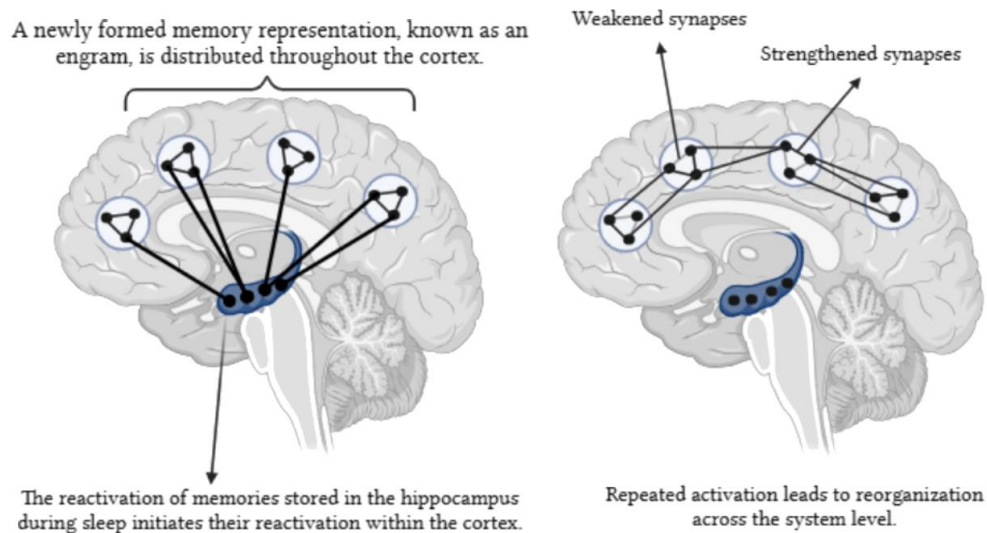 A newly formed memory representation, known as an
engram, is distributed throughout the cortex.
Weakened synapses
Strengthened synapses
The reactivation of memories stored in the hippocampus
during sleep initiates their reactivation within the cortex.
Repeated activation leads to reorganization
across the system level.